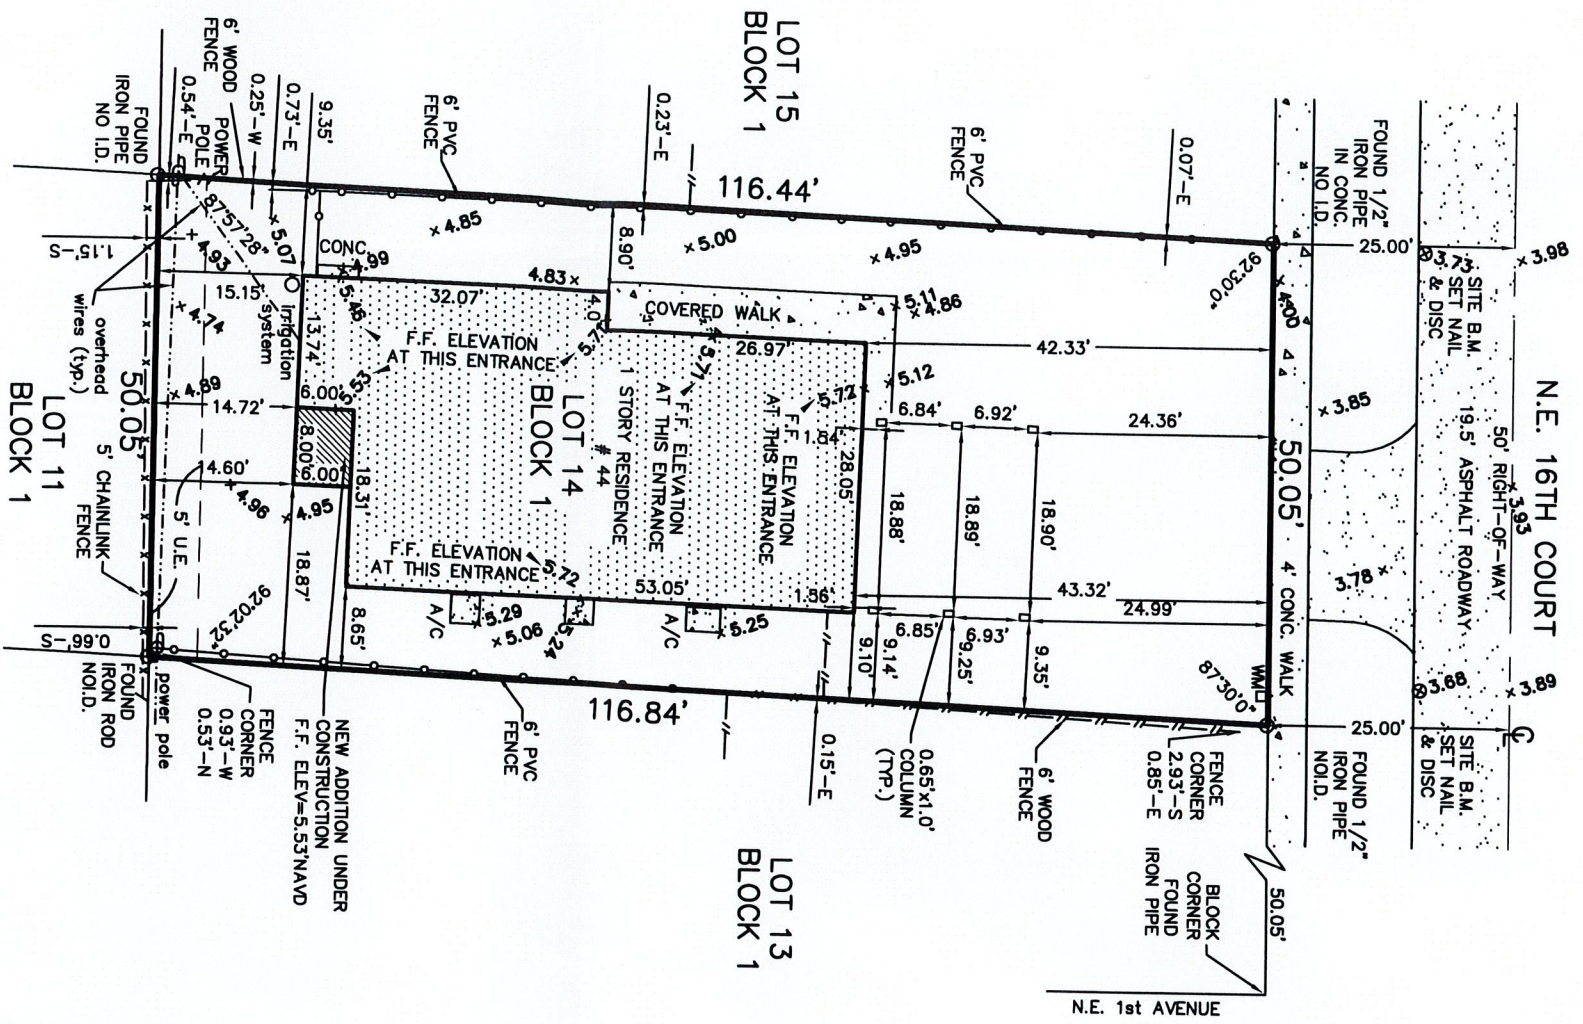 N.E. 16TH COURT
50' RIGHT-OF-WAY
19.5' ASPHALT ROADWAY
SITE B.M.
SET NAIL
& DISC
SITE B.M.
SET NAIL
& DISC
3.98
3.93
3.89
3.73
3.68
3.85
3.78
25.00'
25.00'
FOUND 1/2"
IRON PIPE
IN CONC.
NO I.D.
FOUND 1/2"
IRON PIPE
NOI.D.
4' CONC. WALK
WM
50.05'
50.05'
92°30'0"
87°30'0"
4.00
BLOCK
CORNER
FOUND
IRON PIPE
N.E. 1st AVENUE
LOT 15
BLOCK 1
LOT 13
BLOCK 1
LOT 11
BLOCK 1
LOT 14
BLOCK 1
1 STORY RESIDENCE
# 44
116.44'
116.84'
50.05'
0.07'-E
6' PVC
FENCE
0.23'-E
6' PVC
FENCE
9.35'
0.73'-E
0.25'-W
6' WOOD
FENCE
POWER
POLE
0.54'-E
FOUND
IRON PIPE
NO I.D.
87°57'28"
1.15'-S
overhead
wires (typ.)
5' CHAINLINK
FENCE
5' U.E.
92°02'32"
0.66'-S
FOUND
IRON ROD
NOI.D.
power pole
FENCE
CORNER
0.93'-W
0.53'-N
NEW ADDITION UNDER
CONSTRUCTION
F.F. ELEV=5.53'NAVD
6' PVC
FENCE
0.15'-E
0.65'x1.0'
COLUMN
(TYP.)
6' WOOD
FENCE
FENCE
CORNER
2.93'-S
0.85'-E
42.33'
43.32'
24.36'
24.99'
6.84'
6.92'
6.85'
6.93'
18.88'
18.89'
18.90'
9.10'
9.14'
9.25'
9.35'
1.84'
1.86'
28.05'
26.97'
COVERED WALK
8.90'
4.0'
32.07'
CONC.
13.74'
irrigation
system
15.15'
14.72'
14.60'
6.00'
8.00'
6.00'
18.31'
18.87'
8.65'
53.05'
F.F. ELEVATION
AT THIS ENTRANCE
F.F. ELEVATION
AT THIS ENTRANCE
F.F. ELEVATION
AT THIS ENTRANCE
F.F. ELEVATION
AT THIS ENTRANCE
A/C
A/C
4.85
5.00
4.95
4.83
4.99
5.07
4.93
4.74
4.89
4.96
4.95
5.53
5.71
5.72
5.72
5.11
4.86
5.12
5.29
5.06
5.24
5.25